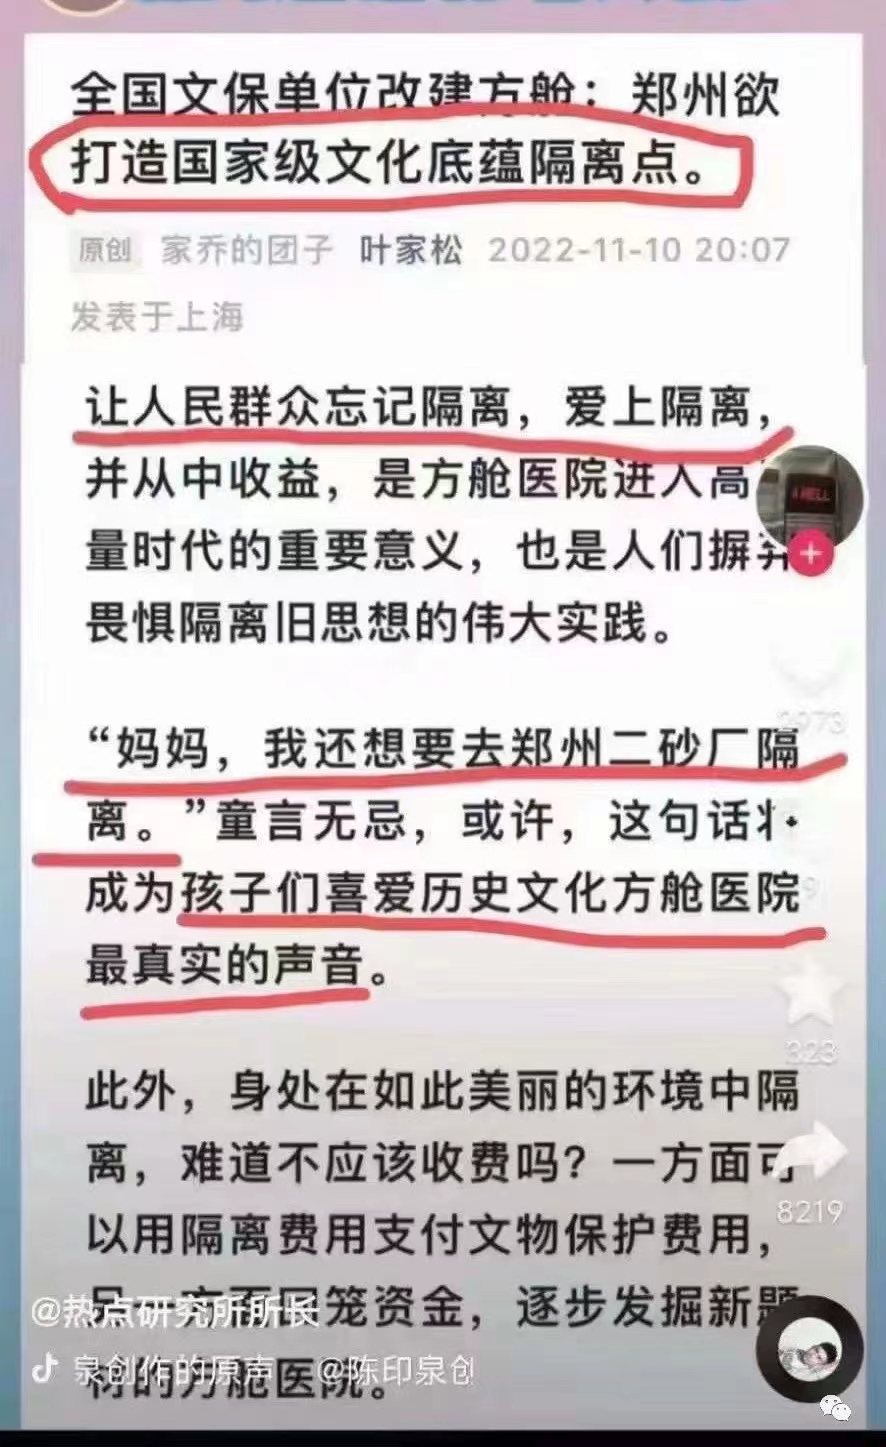 全国文保单位改建方舱：郑州欲
打造国家级文化底蕴隔离点。
原创 家乔的团子 叶家松 2022-11-10 20:07
发表于上海
让人民群众忘记隔离，爱上隔离，
并从中收益，是方舱医院进入高
量时代的重要意义，也是人们摒弃
畏惧隔离旧思想的伟大实践。
“妈妈，我还想要去郑州二砂厂隔
离。”童言无忌，或许，这句话将
成为孩子们喜爱历史文化方舱医院
最真实的声音。
此外，身处在如此美丽的环境中隔
离，难道不应该收费吗？一方面可
以用隔离费用支付文物保护费用，
另一方面回笼资金，逐步发掘新题
材的方舱医院。
@热点研究所所长
泉创作的原声 @陈印泉创
2973
323
8219